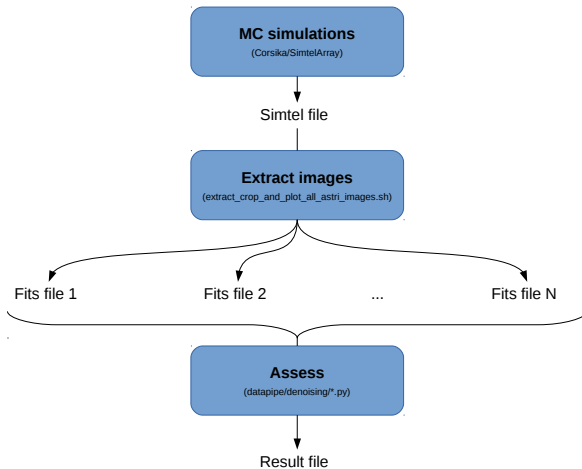 MC simulations
(Corsika/SimtelArray)
Simtel file
Extract images
(extract_crop_and_plot_all_astri_images.sh)
Fits file 1 Fits file 2 ... Fits file N
Assess
(datapipe/denoising/*.py)
Result file